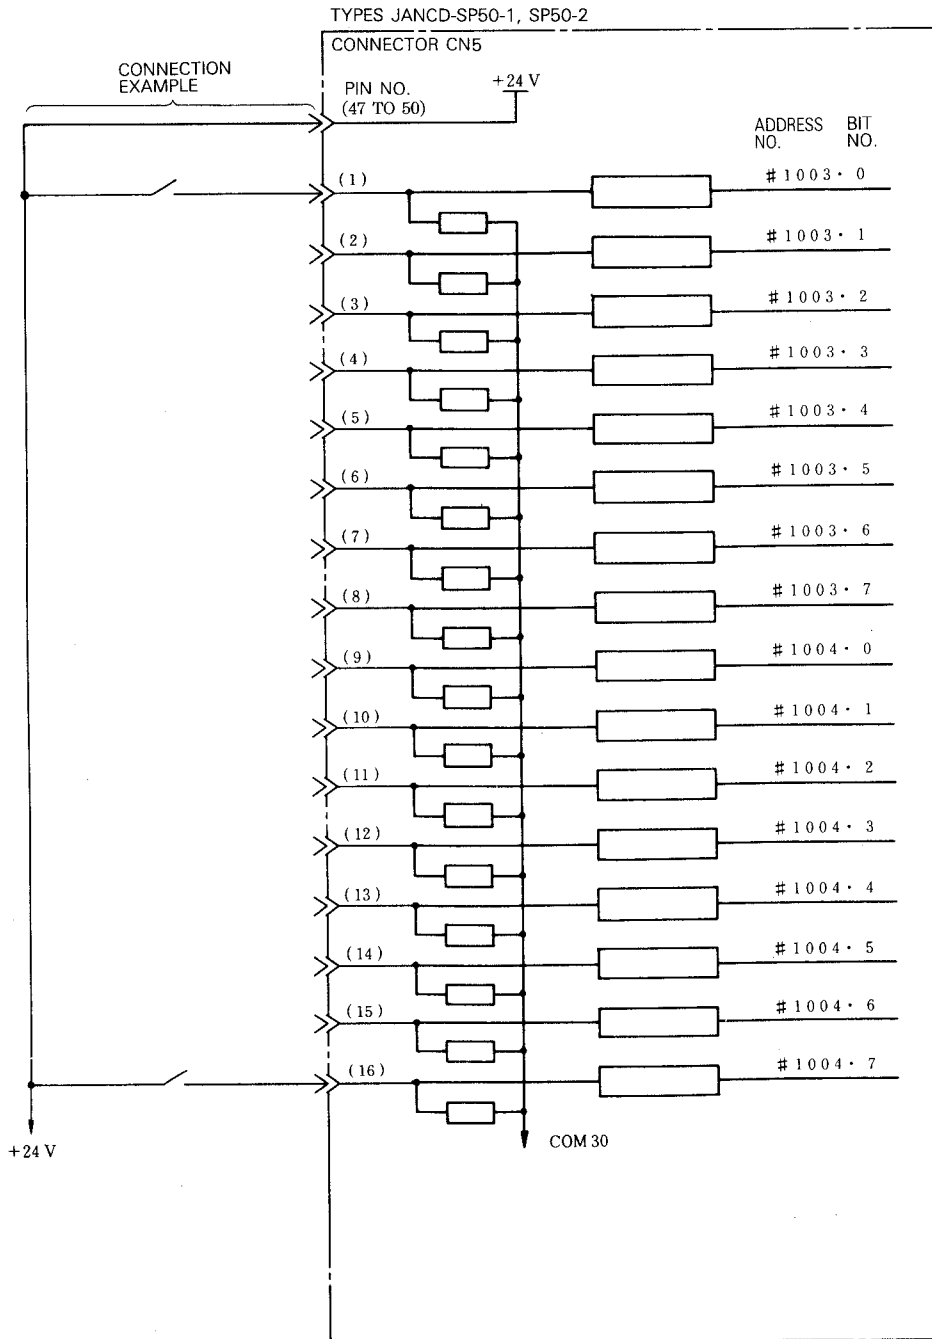 TYPES JANCD-SP50-1, SP50-2
CONNECTOR CN5
CONNECTION
EXAMPLE
PIN NO.
(47 TO 50)
+24 V
ADDRESS NO.
BIT NO.
(1) #1003・0
(2) #1003・1
(3) #1003・2
(4) #1003・3
(5) #1003・4
(6) #1003・5
(7) #1003・6
(8) #1003・7
(9) #1004・0
(10) #1004・1
(11) #1004・2
(12) #1004・3
(13) #1004・4
(14) #1004・5
(15) #1004・6
(16) #1004・7
+24 V
COM 30